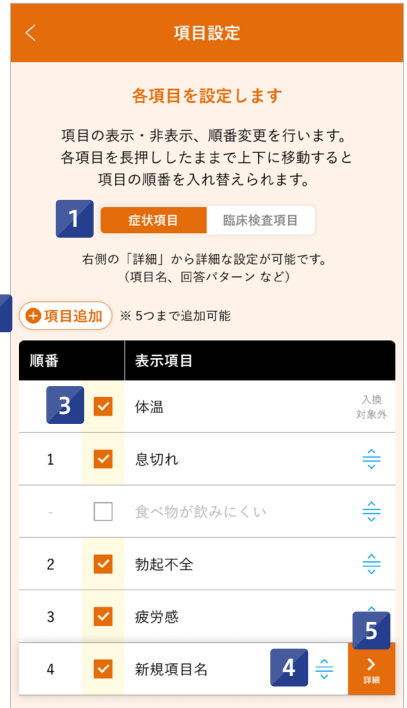 項目設定
各項目を設定します
項目の表示・非表示、順番変更を行います。
各項目を長押ししたままで上下に移動すると
項目の順番を入れ替えられます。
1
症状項目 臨床検査項目
右側の「詳細」から詳細な設定が可能です。
（項目名、回答パターン など）
項目追加 ※ 5つまで追加可能
順番 表示項目
3 体温 入換
対象外
1 息切れ
- 食べ物が飲みにくい
2 勃起不全
3 疲労感
5
4 新規項目名 4 詳細